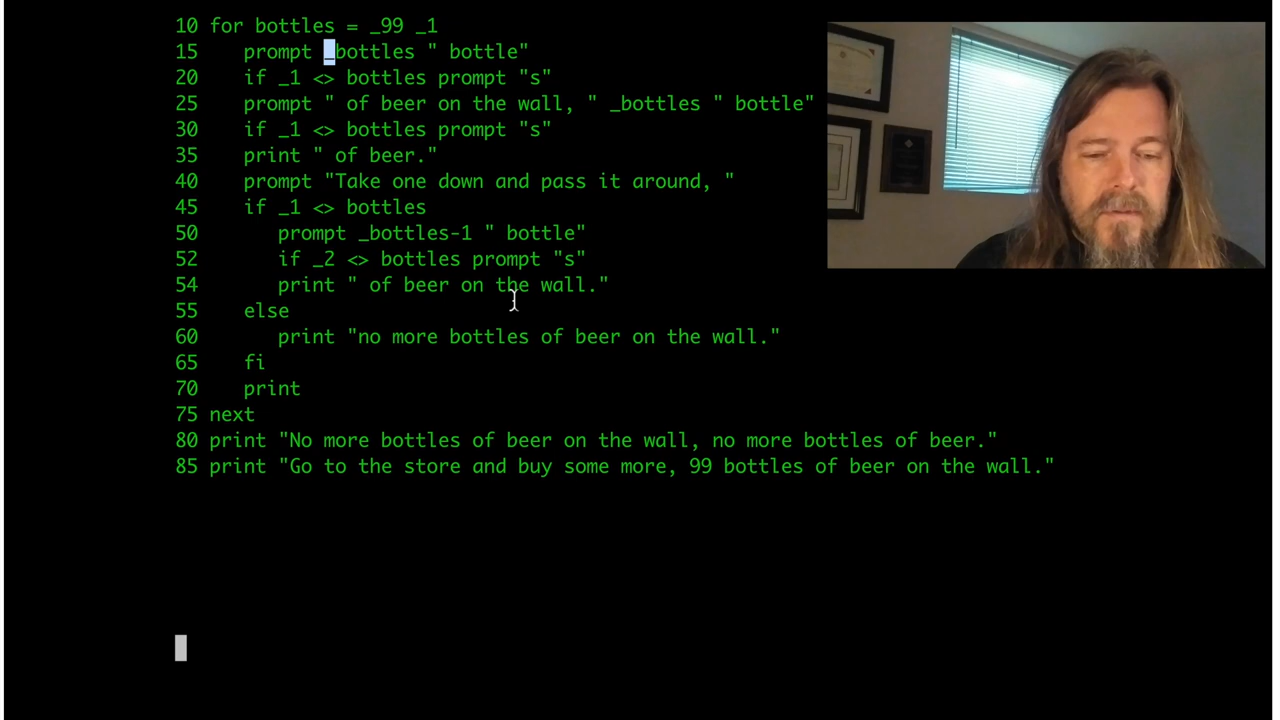 10 for bottles = _99 _1
15    prompt _bottles " bottle"
20    if _1 <> bottles prompt "s"
25    prompt " of beer on the wall, " _bottles " bottle"
30    if _1 <> bottles prompt "s"
35    print " of beer."
40    prompt "Take one down and pass it around, "
45    if _1 <> bottles
50       prompt _bottles-1 " bottle"
52       if _2 <> bottles prompt "s"
54       print " of beer on the wall."
55    else
60       print "no more bottles of beer on the wall."
65    fi
70    print
75 next
80 print "No more bottles of beer on the wall, no more bottles of beer."
85 print "Go to the store and buy some more, 99 bottles of beer on the wall."